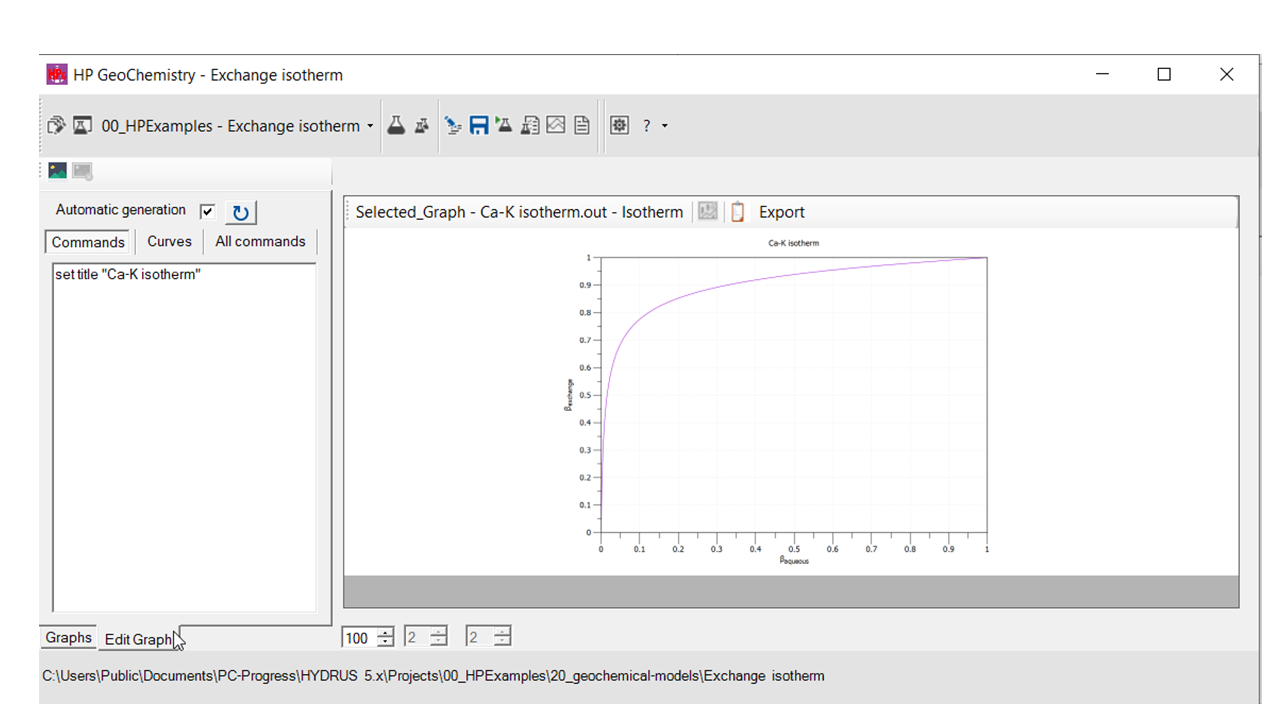 HP GeoChemistry - Exchange isotherm
00_HPExamples - Exchange isotherm
?
Automatic generation
Commands Curves All commands
set title "Ca-K isotherm"
Selected_Graph - Ca-K isotherm.out - Isotherm Export
Ca-K isotherm
1
0.9
0.8
0.7
0.6
0.5
0.4
0.3
0.2
0.1
0
βexchange
0 0.1 0.2 0.3 0.4 0.5 0.6 0.7 0.8 0.9 1
βaqueous
Graphs Edit Graph
100 2 2
C:\Users\Public\Documents\PC-Progress\HYDRUS 5.x\Projects\00_HPExamples\20_geochemical-models\Exchange isotherm